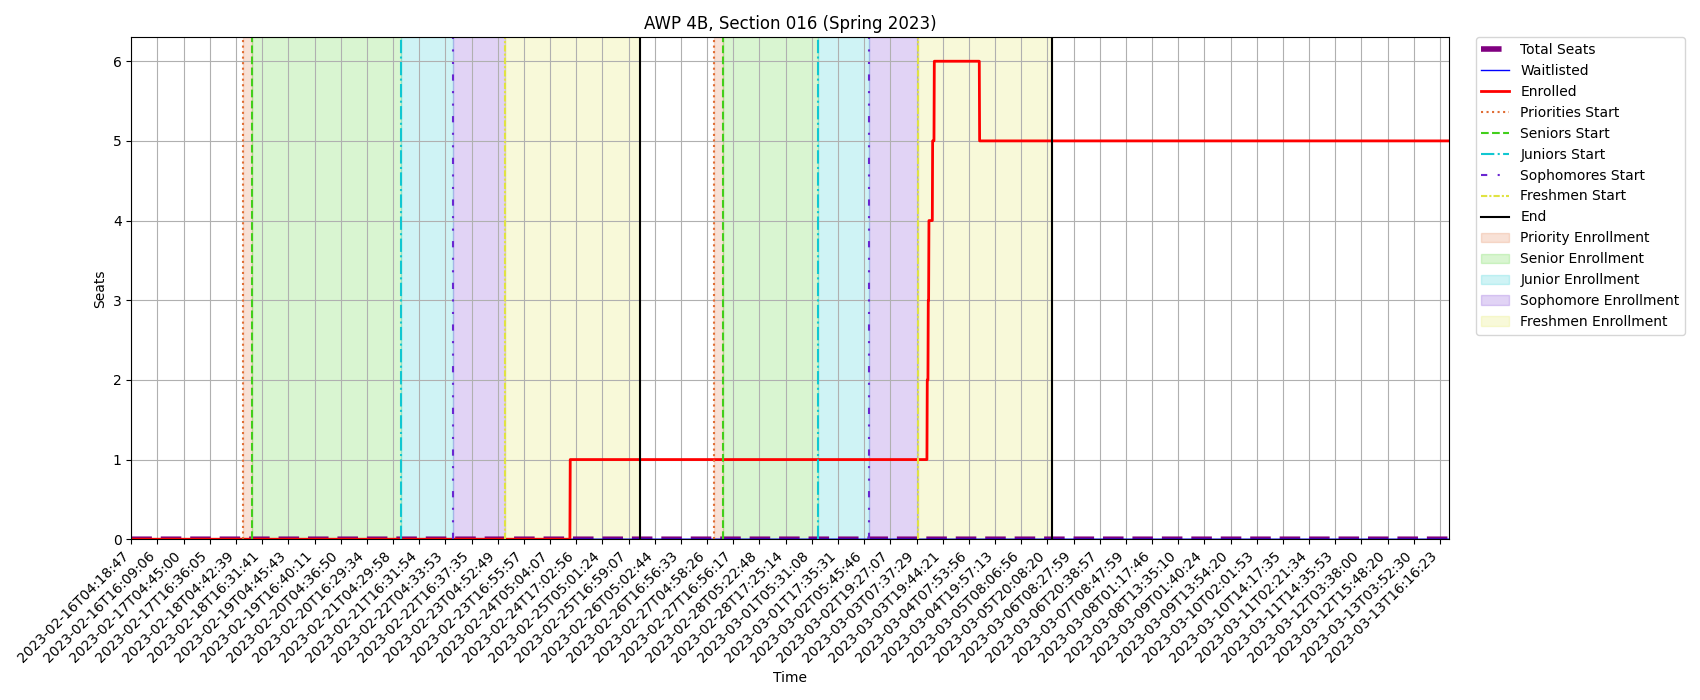 AWP 4B, Section 016 (Spring 2023)
Seats
6
5
4
3
2
1
0
2023-02-16T04:18:47
2023-02-16T16:09:06
2023-02-17T04:45:00
2023-02-17T17:36:05
2023-02-18T04:42:39
2023-02-18T16:31:41
2023-02-19T04:45:43
2023-02-19T16:40:11
2023-02-20T04:36:50
2023-02-20T16:29:34
2023-02-21T04:29:58
2023-02-21T16:31:54
2023-02-22T04:33:53
2023-02-22T16:37:35
2023-02-23T04:52:49
2023-02-23T16:55:57
2023-02-24T05:04:07
2023-02-24T17:02:56
2023-02-25T05:01:24
2023-02-25T16:59:07
2023-02-26T05:02:44
2023-02-26T16:56:33
2023-02-27T04:58:26
2023-02-27T16:56:17
2023-02-28T05:22:48
2023-02-28T17:25:14
2023-03-01T05:31:08
2023-03-01T17:35:31
2023-03-02T05:45:46
2023-03-02T19:27:07
2023-03-03T07:37:29
2023-03-03T19:44:21
2023-03-04T07:53:56
2023-03-04T19:57:13
2023-03-05T08:06:56
2023-03-05T20:08:20
2023-03-06T08:27:59
2023-03-06T20:38:57
2023-03-07T08:47:59
2023-03-08T01:17:46
2023-03-08T13:35:10
2023-03-09T01:40:24
2023-03-09T13:54:20
2023-03-10T02:01:53
2023-03-10T14:17:35
2023-03-11T02:21:34
2023-03-11T14:35:53
2023-03-12T03:38:00
2023-03-12T15:48:20
2023-03-13T03:52:30
2023-03-13T16:16:23
Time
Total Seats
Waitlisted
Enrolled
Priorities Start
Seniors Start
Juniors Start
Sophomores Start
Freshmen Start
End
Priority Enrollment
Senior Enrollment
Junior Enrollment
Sophomore Enrollment
Freshmen Enrollment